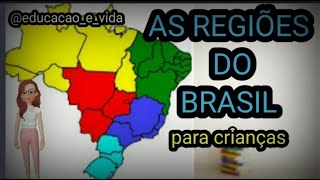 @educacao_e_vida
AS REGIÕES
DO
BRASIL
para crianças